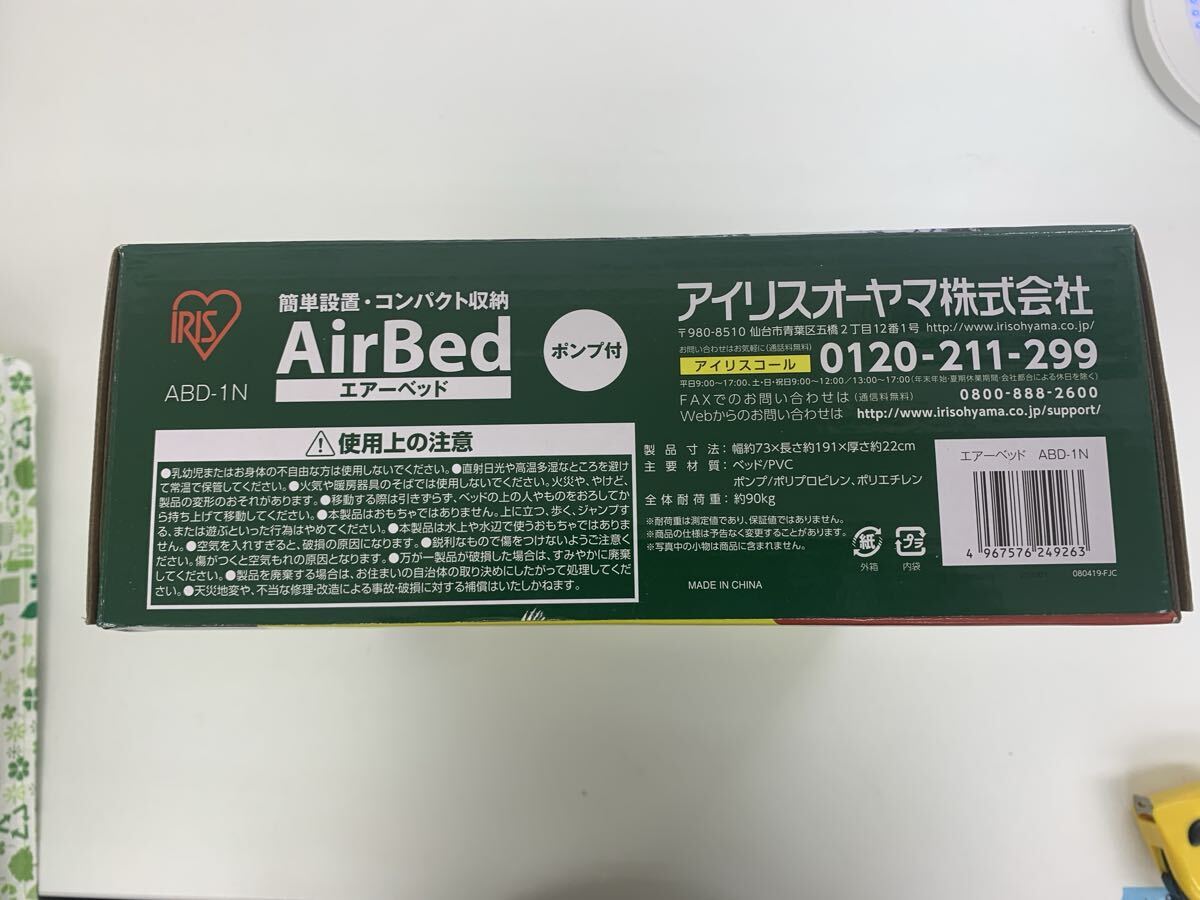 IRIS
ABD-1N
簡単設置・コンパクト収納
AirBed
エアーベッド
ポンプ付
アイリスオーヤマ株式会社
〒980-8510 仙台市青葉区五橋2丁目12番1号 http://www.irisohyama.co.jp/
お問い合わせはお気軽に(通話料無料)
アイリスコール 0120-211-299
平日9:00〜17:00、土・日・祝日9:00〜12:00/13:00〜17:00(年末年始・夏期休業期間・会社都合による休日を除く)
FAXでのお問い合わせは(通信料無料) 0800-888-2600
Webからのお問い合わせは http://www.irisohyama.co.jp/support/
使用上の注意
●乳幼児またはお身体の不自由な方は使用しないでください。●直射日光や高温多湿なところを避け
て常温で保管してください。●火気や暖房器具のそばでは使用しないでください。火災や、やけど、
製品の変形のおそれがあります。●移動する際は引きずらず、ベッドの上の人やものをおろしてか
ら持ち上げて移動してください。●本製品はおもちゃではありません。上に立つ、歩く、ジャンプす
る、または遊ぶといった行為はやめてください。●本製品は水上や水辺で使うおもちゃではありま
せん。●空気を入れすぎると、破損の原因になります。●鋭利なもので傷をつけないようご注意くだ
さい。傷がつくと空気もれの原因となります。●万が一製品が破損した場合は、すみやかに廃棄
してください。●製品を廃棄する場合は、お住まいの自治体の取り決めにしたがって処理してくだ
さい。●天災地変や、不当な修理・改造による事故・破損に対する補償はいたしかねます。
製品寸法:幅約73×長さ約191×厚さ約22cm
主要材質:ベッド/PVC
ポンプ/ポリプロピレン、ポリエチレン
全体耐荷重:約90kg
※耐荷重は測定値であり、保証値ではありません。
※商品の仕様は予告なく変更することがあります。
※写真中の小物は商品に含まれません。
紙
外箱
プラ
内袋
MADE IN CHINA
エアーベッド ABD-1N
4 967576 249263
080419-FJC